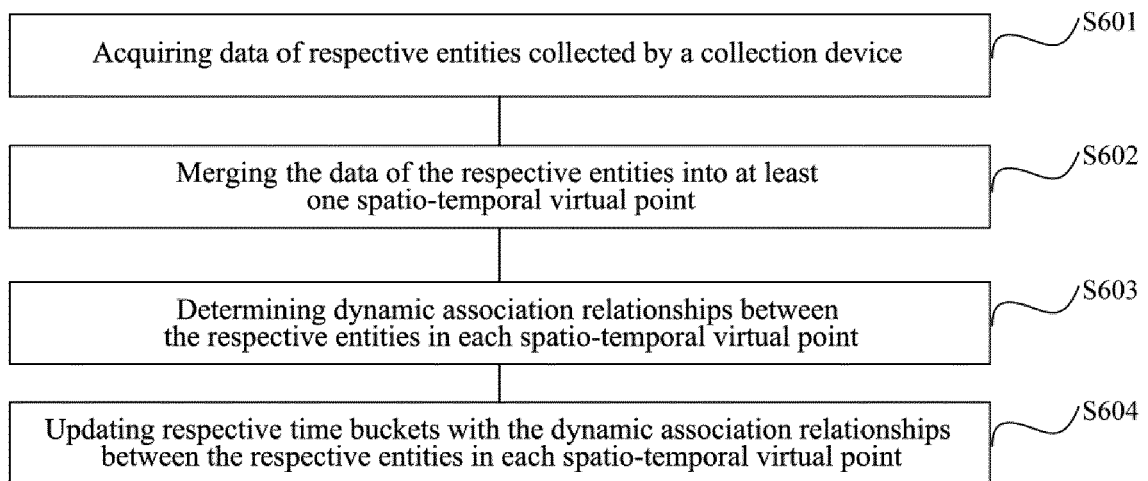 Acquiring data of respective entities collected by a collection device
S601
Merging the data of the respective entities into at least
one spatio-temporal virtual point
S602
Determining dynamic association relationships between
the respective entities in each spatio-temporal virtual point
S603
Updating respective time buckets with the dynamic association relationships
between the respective entities in each spatio-temporal virtual point
S604